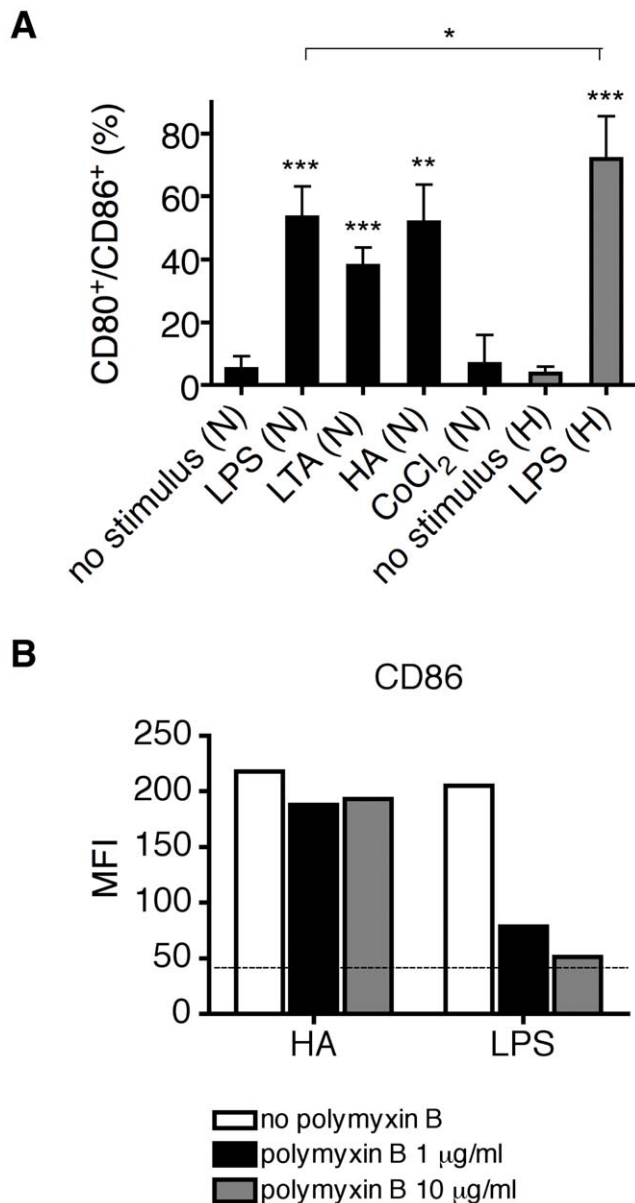 A
*
CD80⁺/CD86⁺ (%)
80
60
40
20
0
***
***
**
***
no stimulus (N)
LPS (N)
LTA (N)
HA (N)
CoCl₂ (N)
no stimulus (H)
LPS (H)
B
CD86
MFI
250
200
150
100
50
0
HA LPS
no polymyxin B
polymyxin B 1 μg/ml
polymyxin B 10 μg/ml